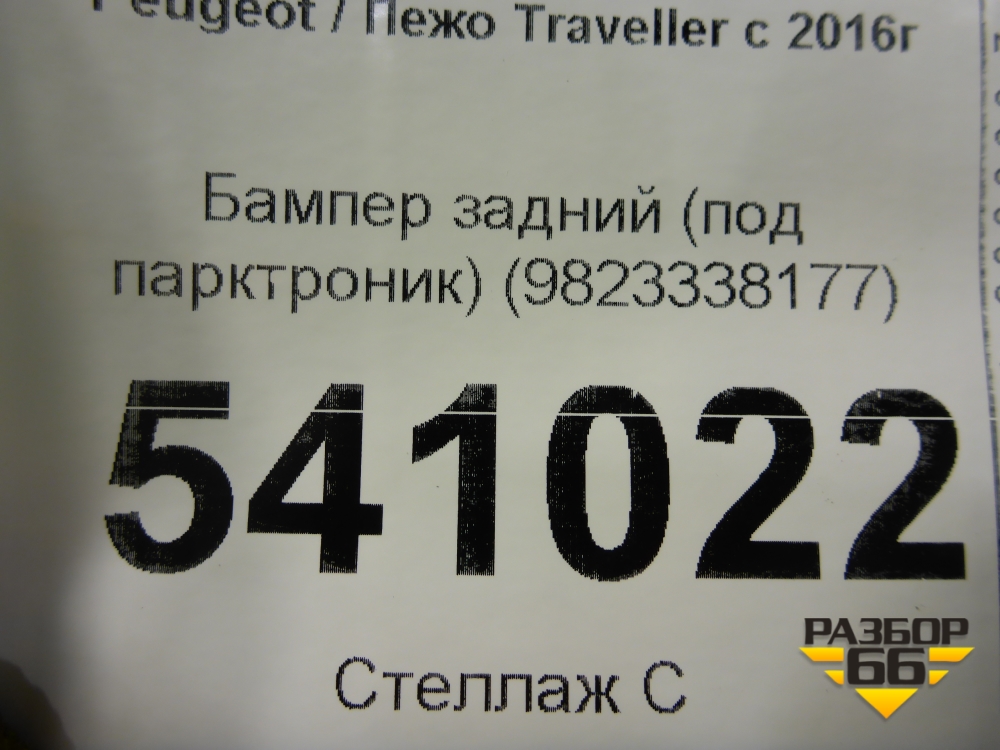 Peugeot / Пежо Traveller с 2016г
Бампер задний (под
парктроник) (9823338177)
541022
Стеллаж С
РАЗБОР
66